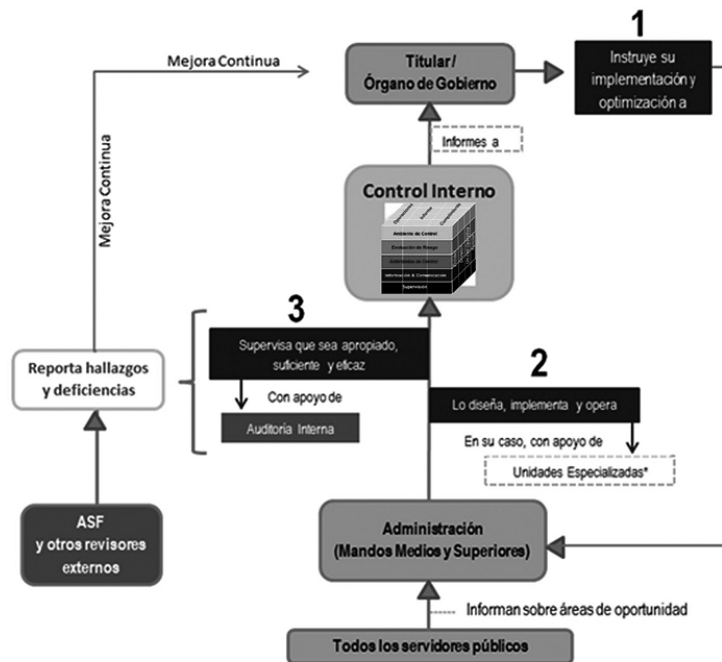 1
Mejora Continua
Titular/
Órgano de Gobierno
Instruye su
implementación y
optimización a
Informes a
Mejora Continua
Control Interno
Operaciones
Informe
Cumplimiento
Ambiente de Control
Evaluación de Riesgo
Actividades de Control
Información & Comunicación
Supervisión
3
Supervisa que sea apropiado,
suficiente y eficaz
2
Reporta hallazgos
y deficiencias
Con apoyo de
Lo diseña, implementa y opera
Auditoría Interna
En su caso, con apoyo de
Unidades Especializadas*
ASF
y otros revisores
externos
Administración
(Mandos Medios y Superiores)
Informan sobre áreas de oportunidad
Todos los servidores públicos